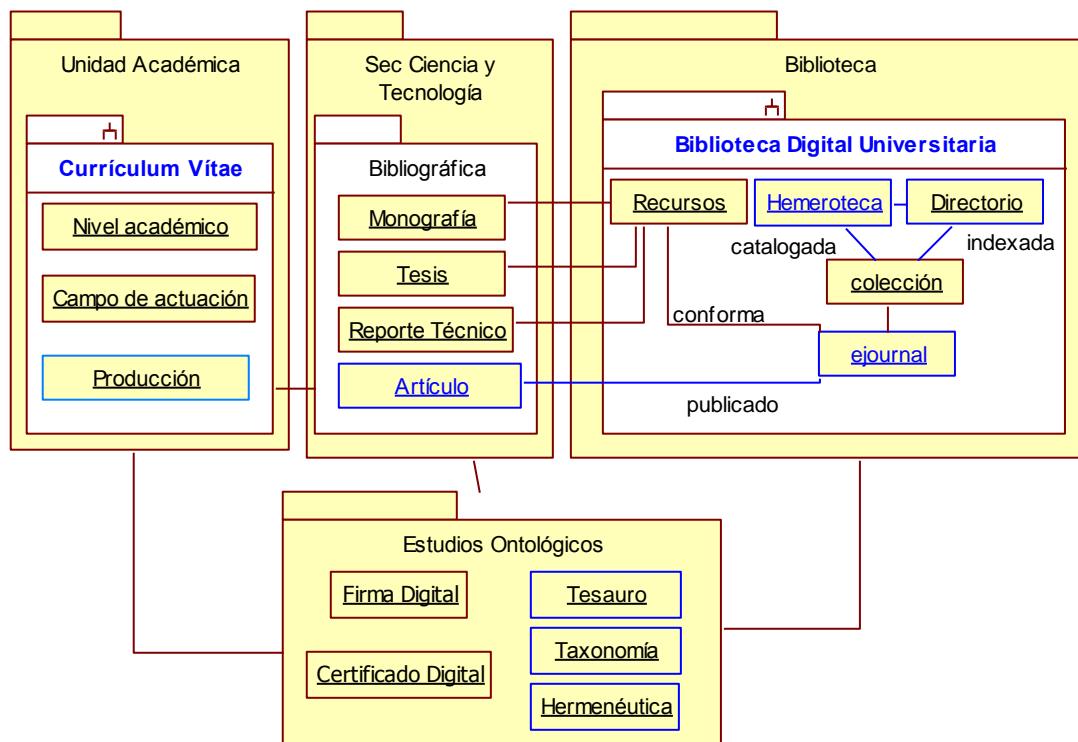 Unidad Académica
Currículum Vítae
Nivel académico
Campo de actuación
Producción
Sec Ciencia y
Tecnología
Bibliográfica
Monografía
Tesis
Reporte Técnico
Artículo
Biblioteca
Biblioteca Digital Universitaria
Recursos
Hemeroteca
Directorio
catalogada
indexada
colección
conforma
ejournal
publicado
Estudios Ontológicos
Firma Digital
Certificado Digital
Tesauro
Taxonomía
Hermenéutica